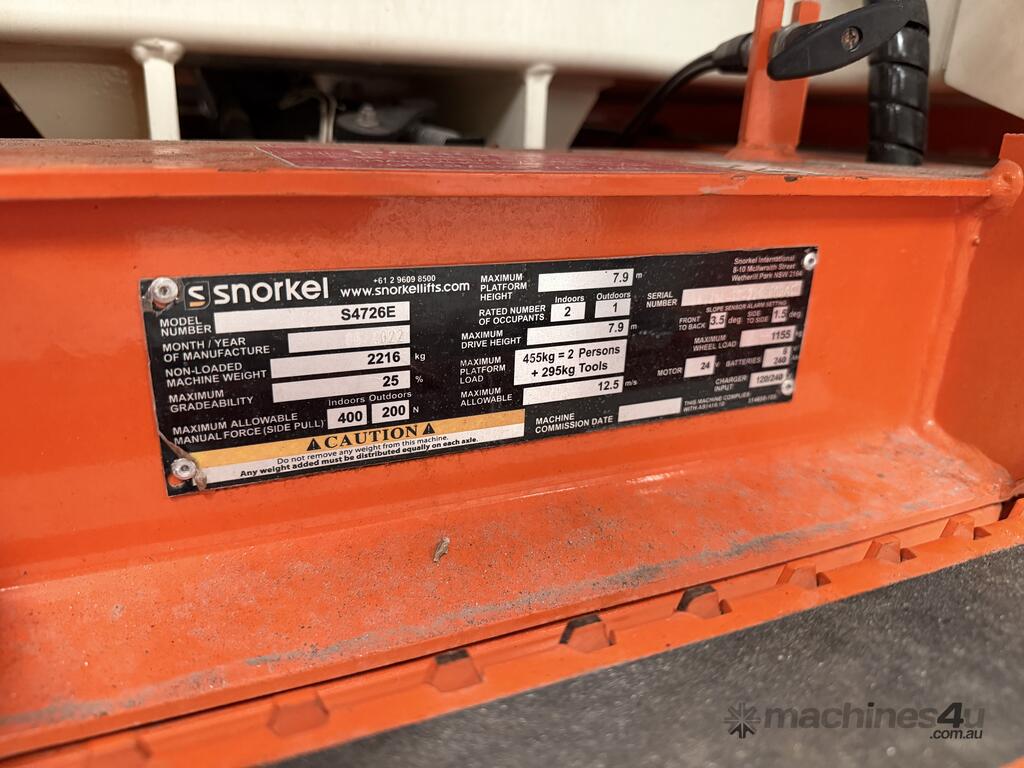 snorkel
+61 2 9609 8500
www.snorkellifts.com
MODEL NUMBER S4726E
MONTH / YEAR OF MANUFACTURE
NON-LOADED MACHINE WEIGHT 2216 kg
MAXIMUM GRADEABILITY 25 %
Indoors Outdoors
MAXIMUM ALLOWABLE MANUAL FORCE (SIDE PULL) 400 200 N
CAUTION
Do not remove any weight from this machine.
Any weight added must be distributed equally on each axle.
MAXIMUM PLATFORM HEIGHT 7.9 m
Indoors Outdoors
RATED NUMBER OF OCCUPANTS 2 1
MAXIMUM DRIVE HEIGHT 7.9 m
MAXIMUM PLATFORM LOAD 455kg = 2 Persons + 295kg Tools
MAXIMUM ALLOWABLE 12.5 m/s
MACHINE COMMISSION DATE
Snorkel International
8-10 McIlwraith Street
Wetherill Park NSW 2164
SERIAL NUMBER
SLOPE SENSOR ALARM SETTING
FRONT TO BACK 3.5 deg SIDE TO SIDE 1.5 deg
MAXIMUM WHEEL LOAD 1155 kg
MOTOR 24 V BATTERIES 240
CHARGER INPUT: 120/240
THIS MACHINE COMPLIES WITH AS1418.10
machines4u
.com.au